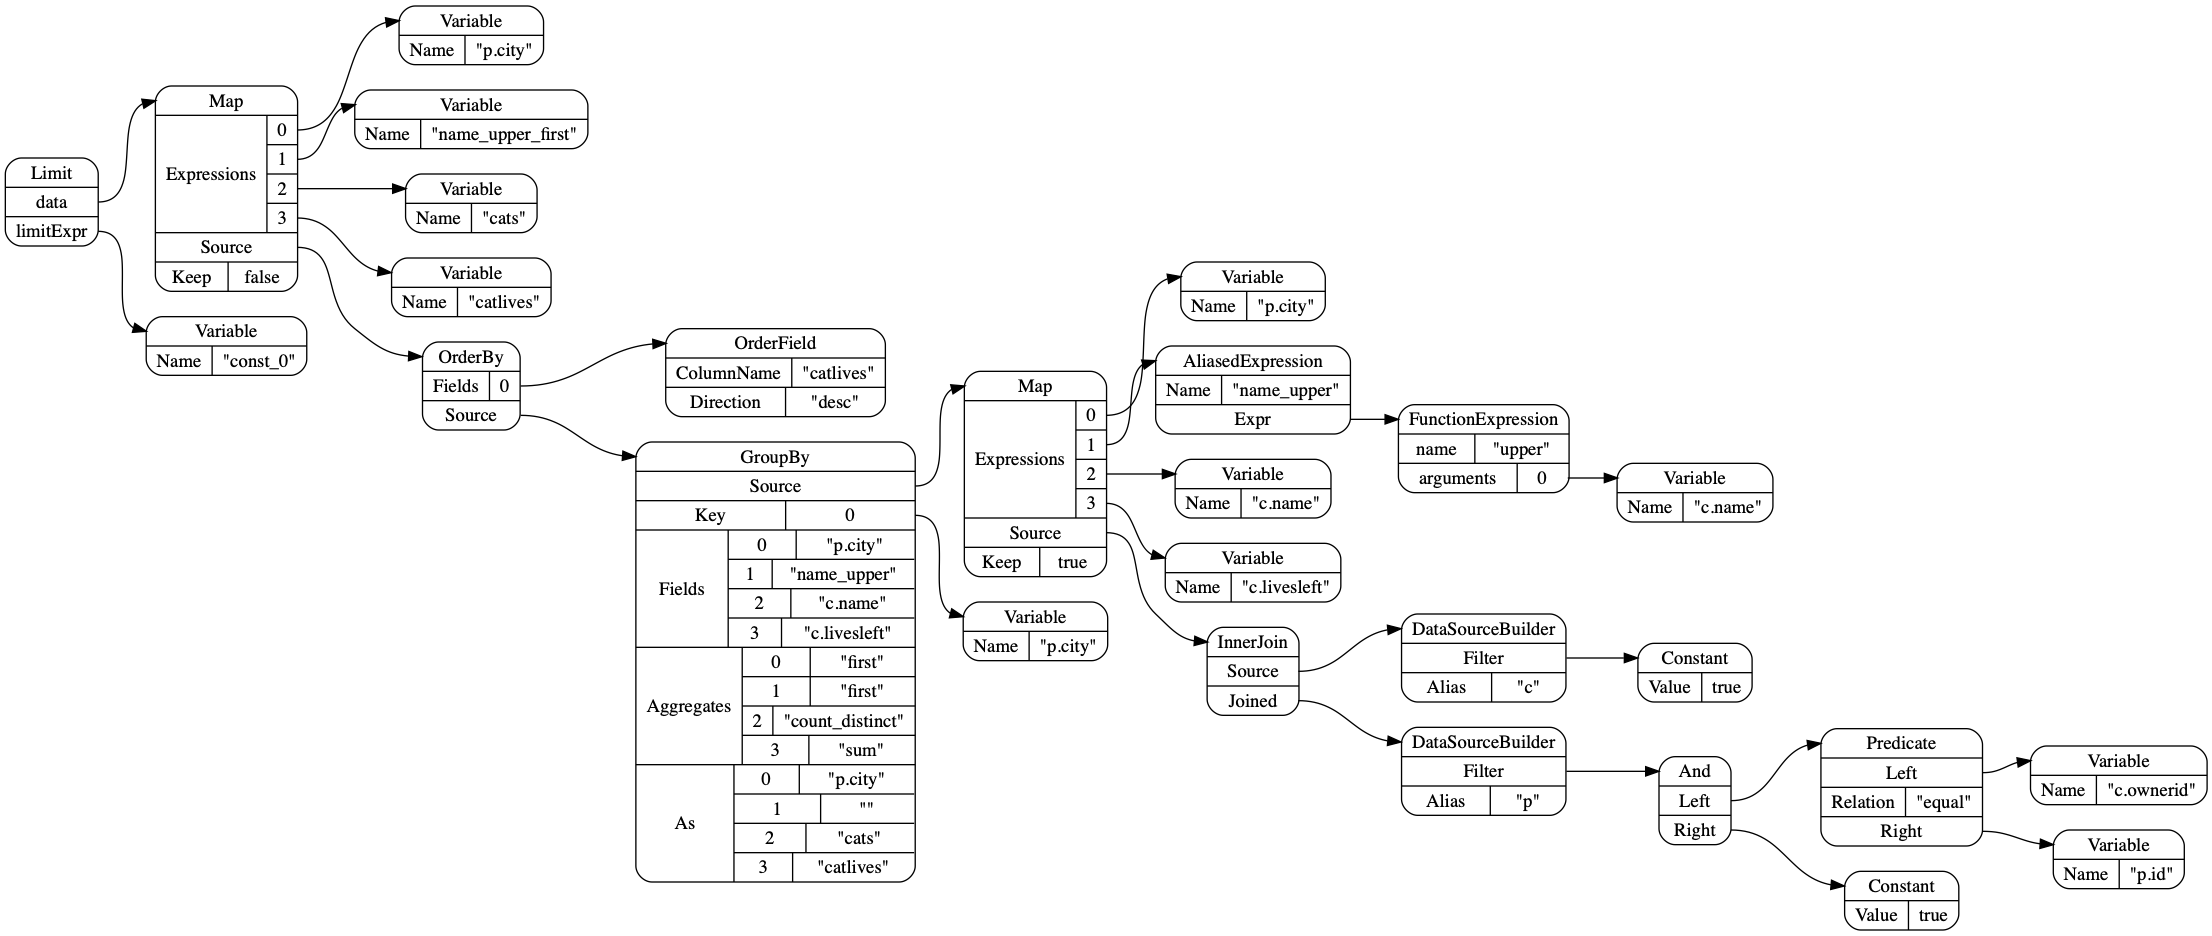 Limit
data
limitExpr
Map
Expressions
0
1
2
3
Source
Keep false
Variable
Name "const_0"
Variable
Name "p.city"
Variable
Name "name_upper_first"
Variable
Name "cats"
Variable
Name "catlives"
OrderBy
Fields 0
Source
OrderField
ColumnName "catlives"
Direction "desc"
GroupBy
Source
Key 0
Fields
0 "p.city"
1 "name_upper"
2 "c.name"
3 "c.livesleft"
Aggregates
0 "first"
1 "first"
2 "count_distinct"
3 "sum"
As
0 "p.city"
1 ""
2 "cats"
3 "catlives"
Map
Expressions
0
1
2
3
Source
Keep true
Variable
Name "p.city"
Variable
Name "p.city"
AliasedExpression
Name "name_upper"
Expr
FunctionExpression
name "upper"
arguments 0
Variable
Name "c.name"
Variable
Name "c.name"
Variable
Name "c.livesleft"
InnerJoin
Source
Joined
DataSourceBuilder
Filter
Alias "c"
Constant
Value true
DataSourceBuilder
Filter
Alias "p"
And
Left
Right
Predicate
Left
Relation "equal"
Right
Variable
Name "c.ownerid"
Variable
Name "p.id"
Constant
Value true